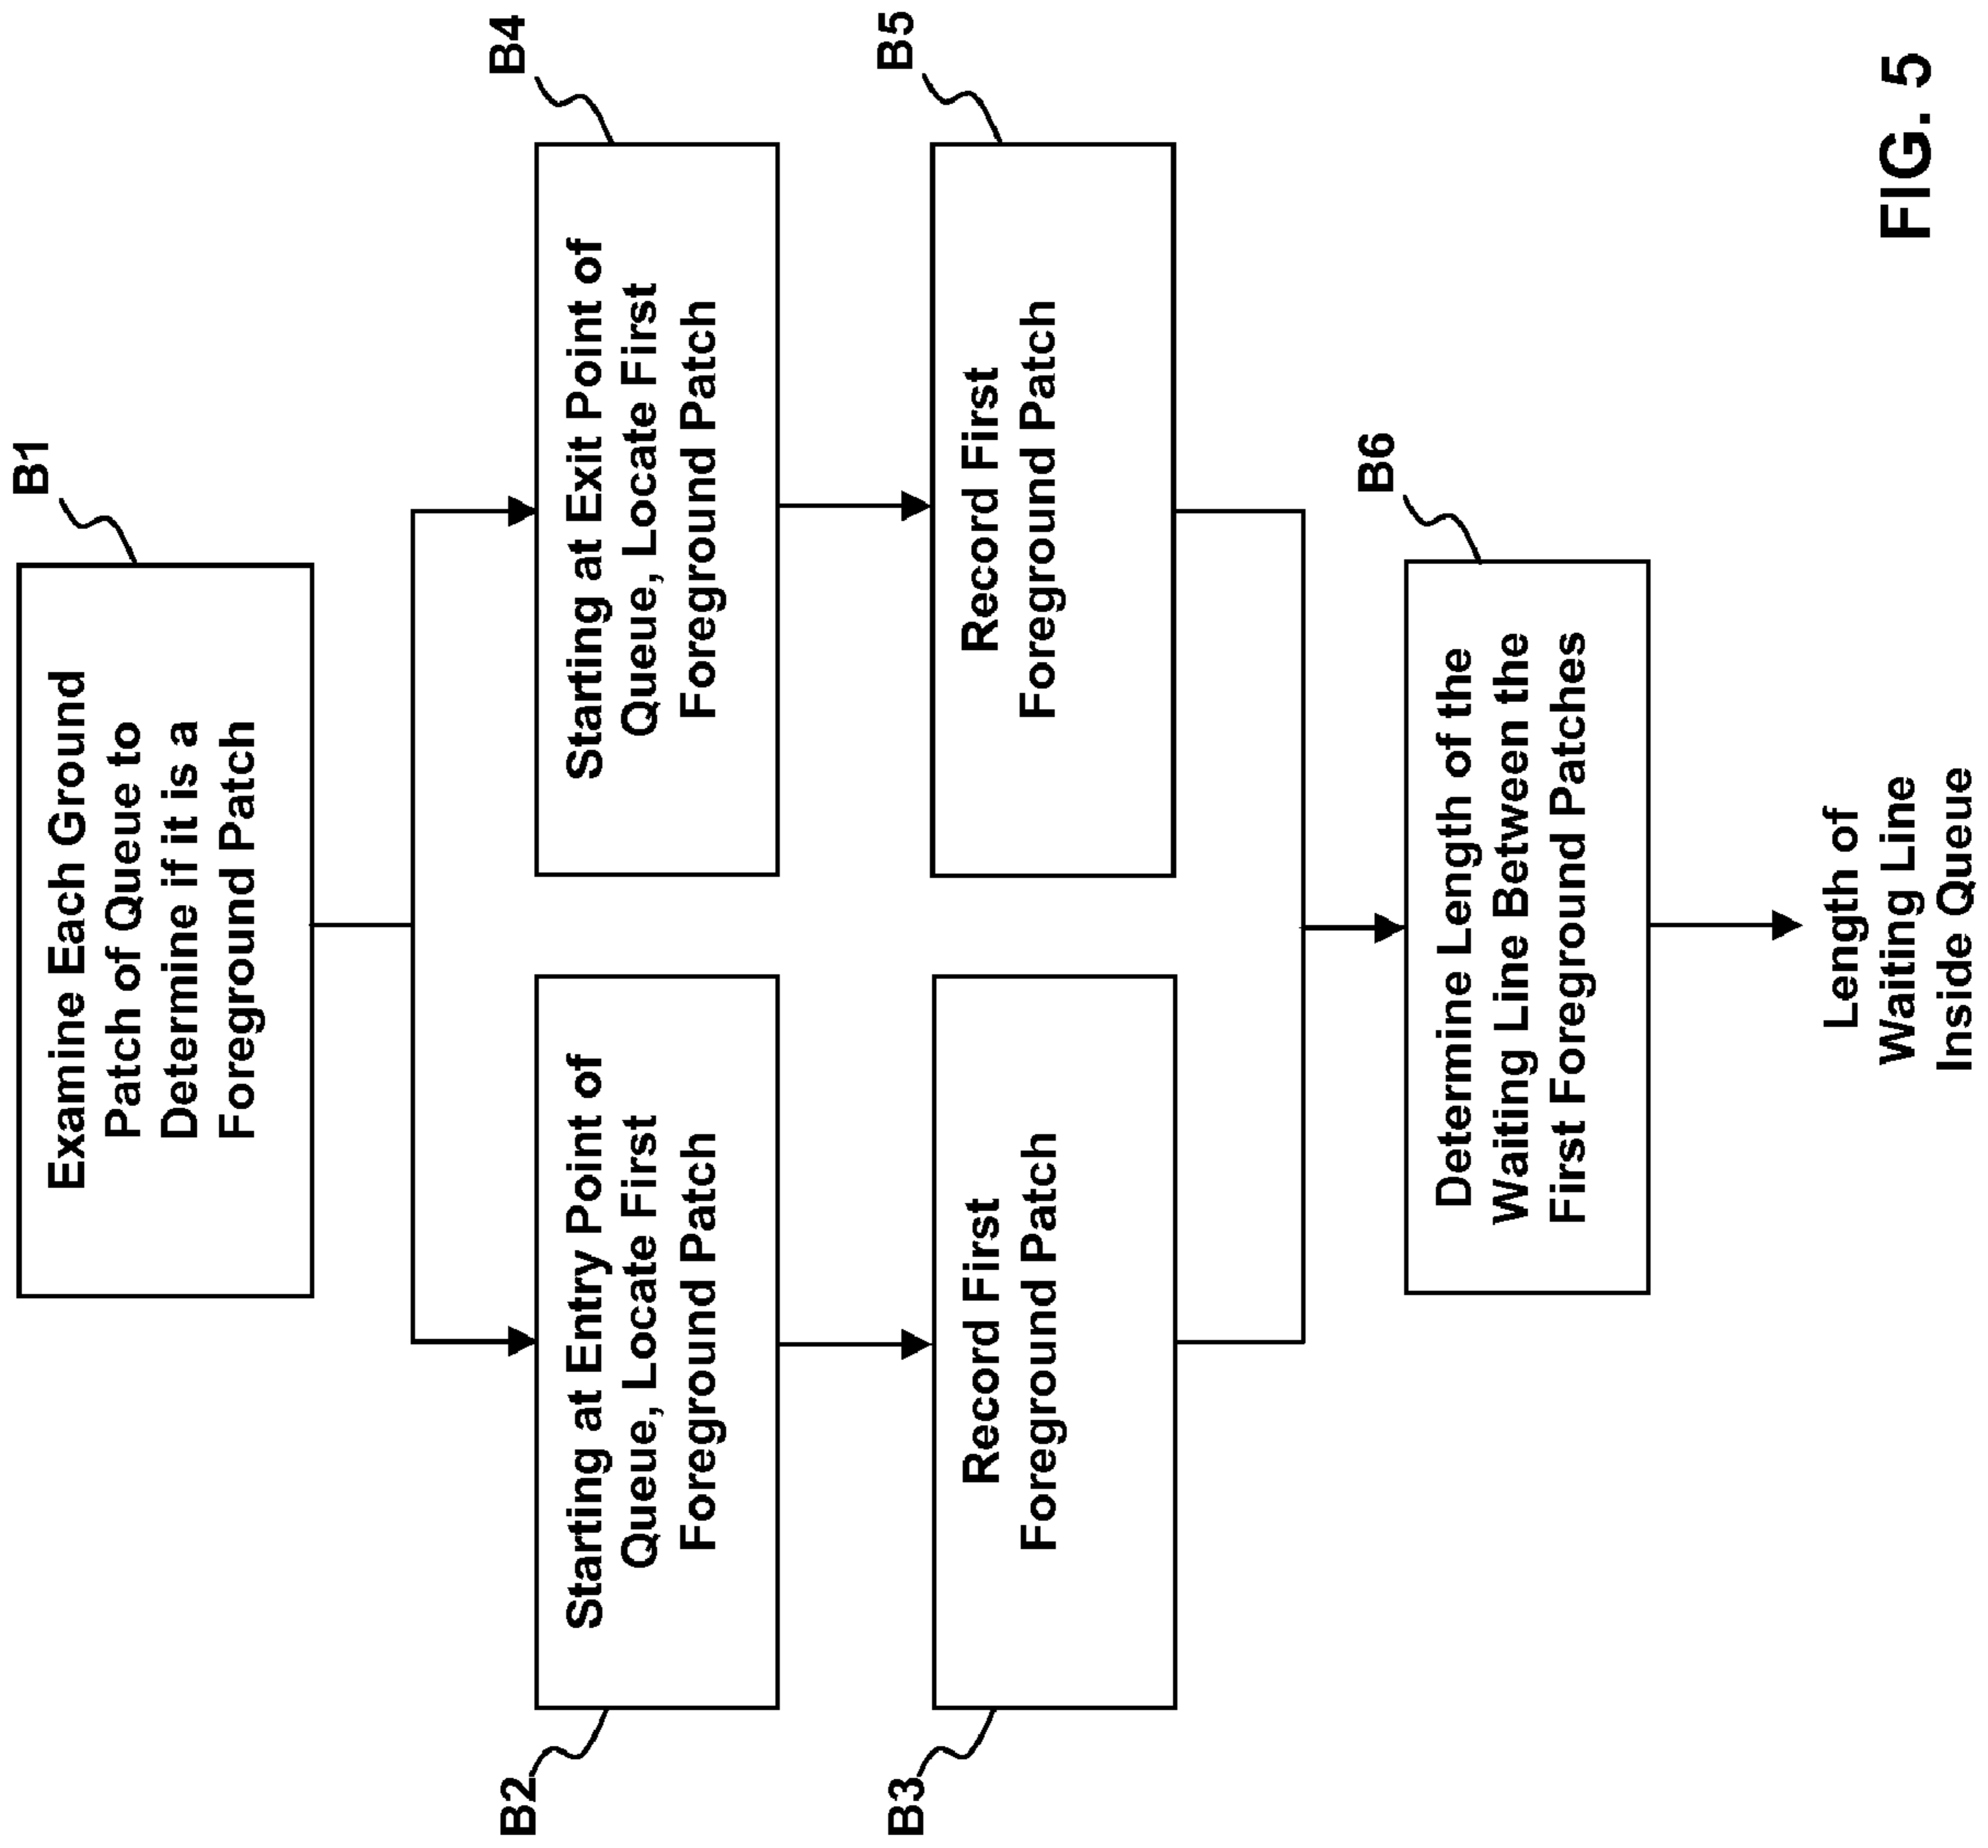 B1
Examine Each Ground
Patch of Queue to
Determine if it is a
Foreground Patch
B2
Starting at Entry Point of
Queue, Locate First
Foreground Patch
B4
Starting at Exit Point of
Queue, Locate First
Foreground Patch
B3
Record First
Foreground Patch
B5
Record First
Foreground Patch
B6
Determine Length of the
Waiting Line Between the
First Foreground Patches
Length of
Waiting Line
Inside Queue
FIG. 5